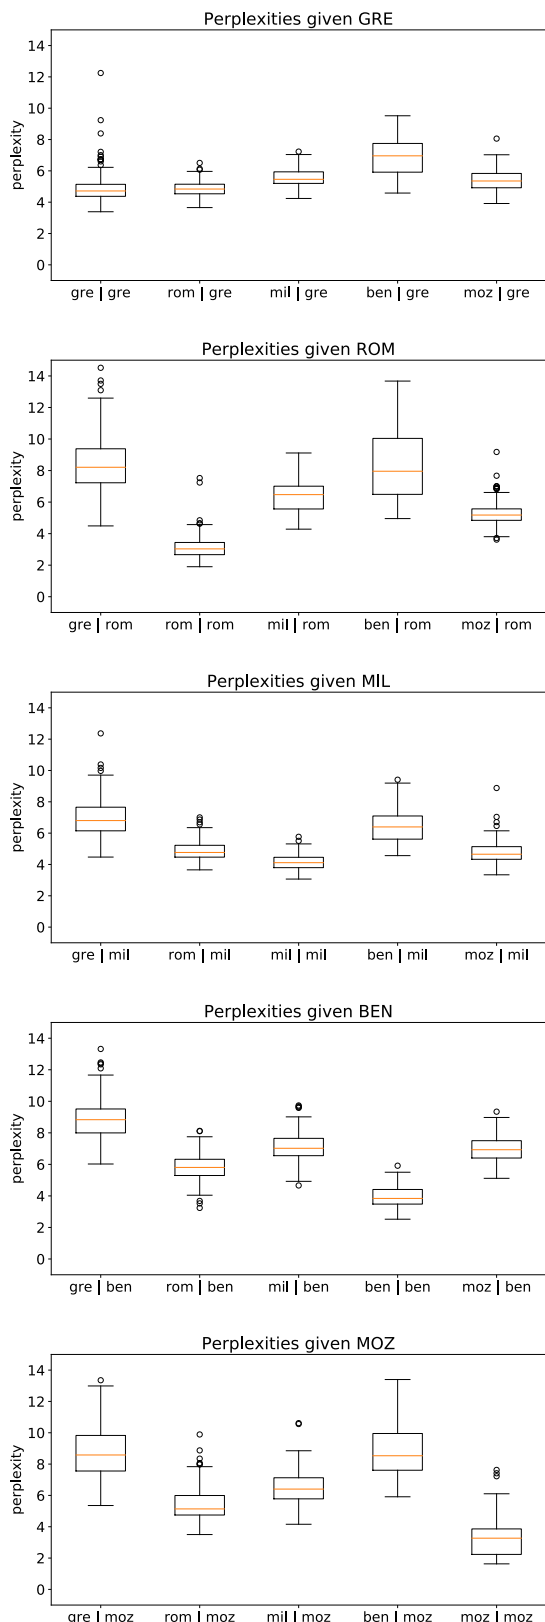 Perplexities given GRE
14
12
10
8
6
4
2
0
perplexity
gre | gre rom | gre mil | gre ben | gre moz | gre
Perplexities given ROM
14
12
10
8
6
4
2
0
perplexity
gre | rom rom | rom mil | rom ben | rom moz | rom
Perplexities given MIL
14
12
10
8
6
4
2
0
perplexity
gre | mil rom | mil mil | mil ben | mil moz | mil
Perplexities given BEN
14
12
10
8
6
4
2
0
perplexity
gre | ben rom | ben mil | ben ben | ben moz | ben
Perplexities given MOZ
14
12
10
8
6
4
2
0
perplexity
gre | moz rom | moz mil | moz ben | moz moz | moz